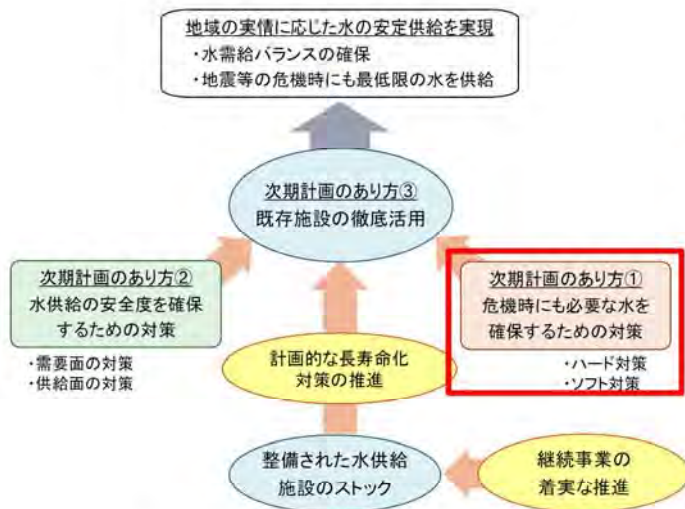 地域の実情に応じた水の安定供給を実現
・水需給バランスの確保
・地震等の危機時にも最低限の水を供給
次期計画のあり方③
既存施設の徹底活用
次期計画のあり方②
水供給の安全度を確保
するための対策
・需要面の対策
・供給面の対策
次期計画のあり方①
危機時にも必要な水を
確保するための対策
・ハード対策
・ソフト対策
計画的な長寿命化
対策の推進
整備された水供給
施設のストック
継続事業の
着実な推進